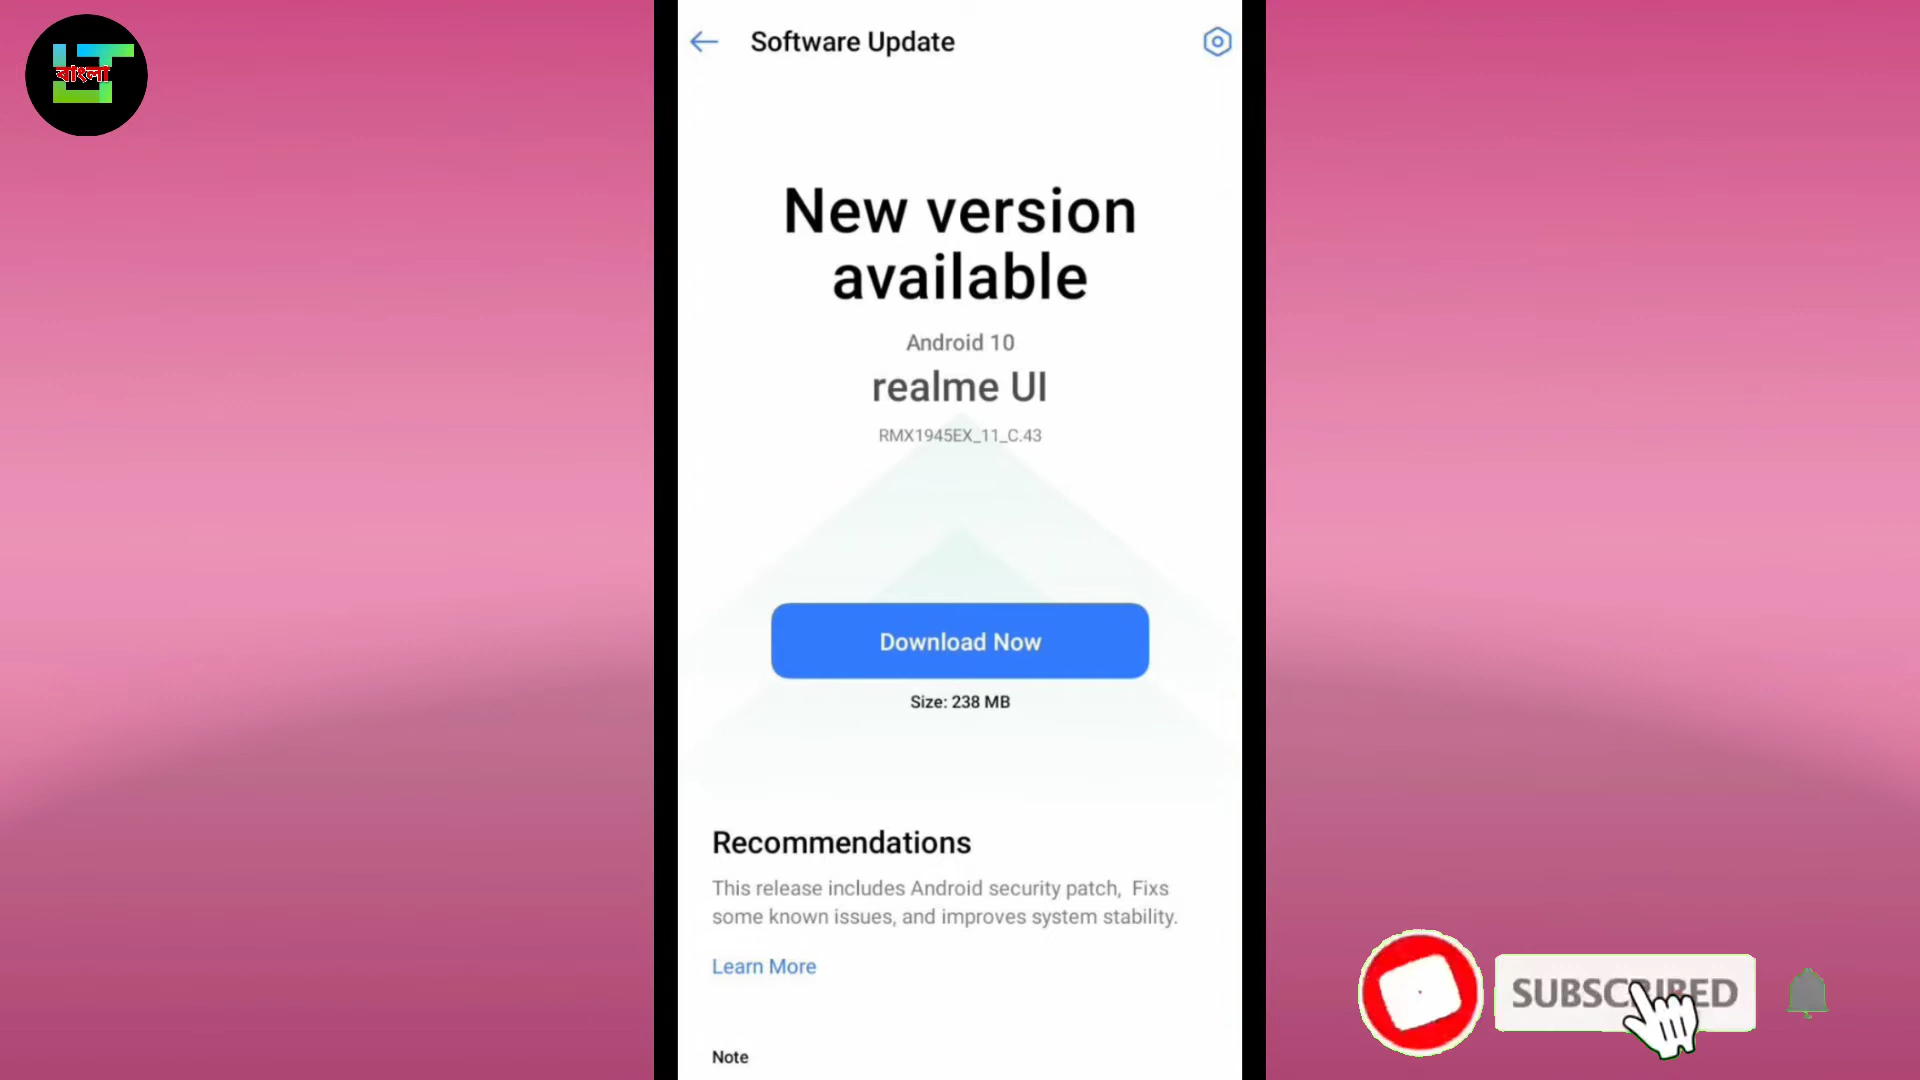 বাংলা
Software Update
New version
available
Android 10
realme UI
RMX1945EX_11_C.43
Download Now
Size: 238 MB
Recommendations
This release includes Android security patch, Fixs
some known issues, and improves system stability.
Learn More
SUBSCRIBED
Note